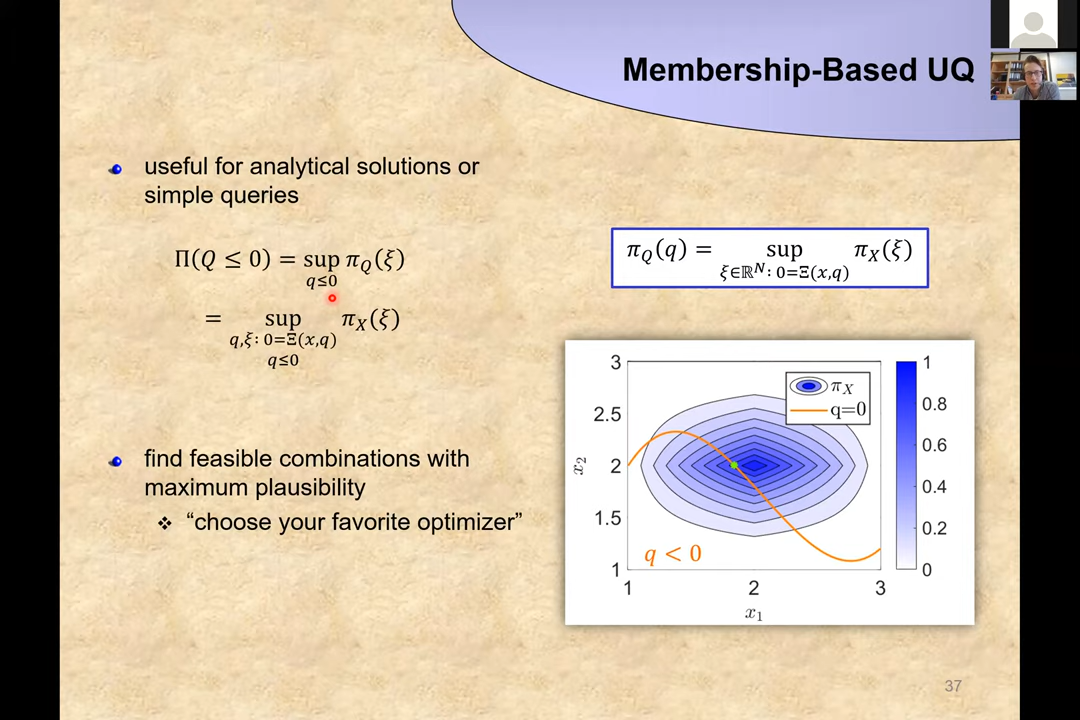 Membership-Based UQ
useful for analytical solutions or
simple queries
Π(Q ≤ 0) = sup π_Q(ξ)
q≤0
= sup π_X(ξ)
q,ξ: 0=Ξ(x,q)
q≤0
π_Q(q) = sup π_X(ξ)
ξ∈ℝ^N: 0=Ξ(x,q)
find feasible combinations with
maximum plausibility
❖ “choose your favorite optimizer”
3
2.5
2
1.5
1
x_2
1 2 3
x_1
π_X
q=0
q < 0
1
0.8
0.6
0.4
0.2
0
37